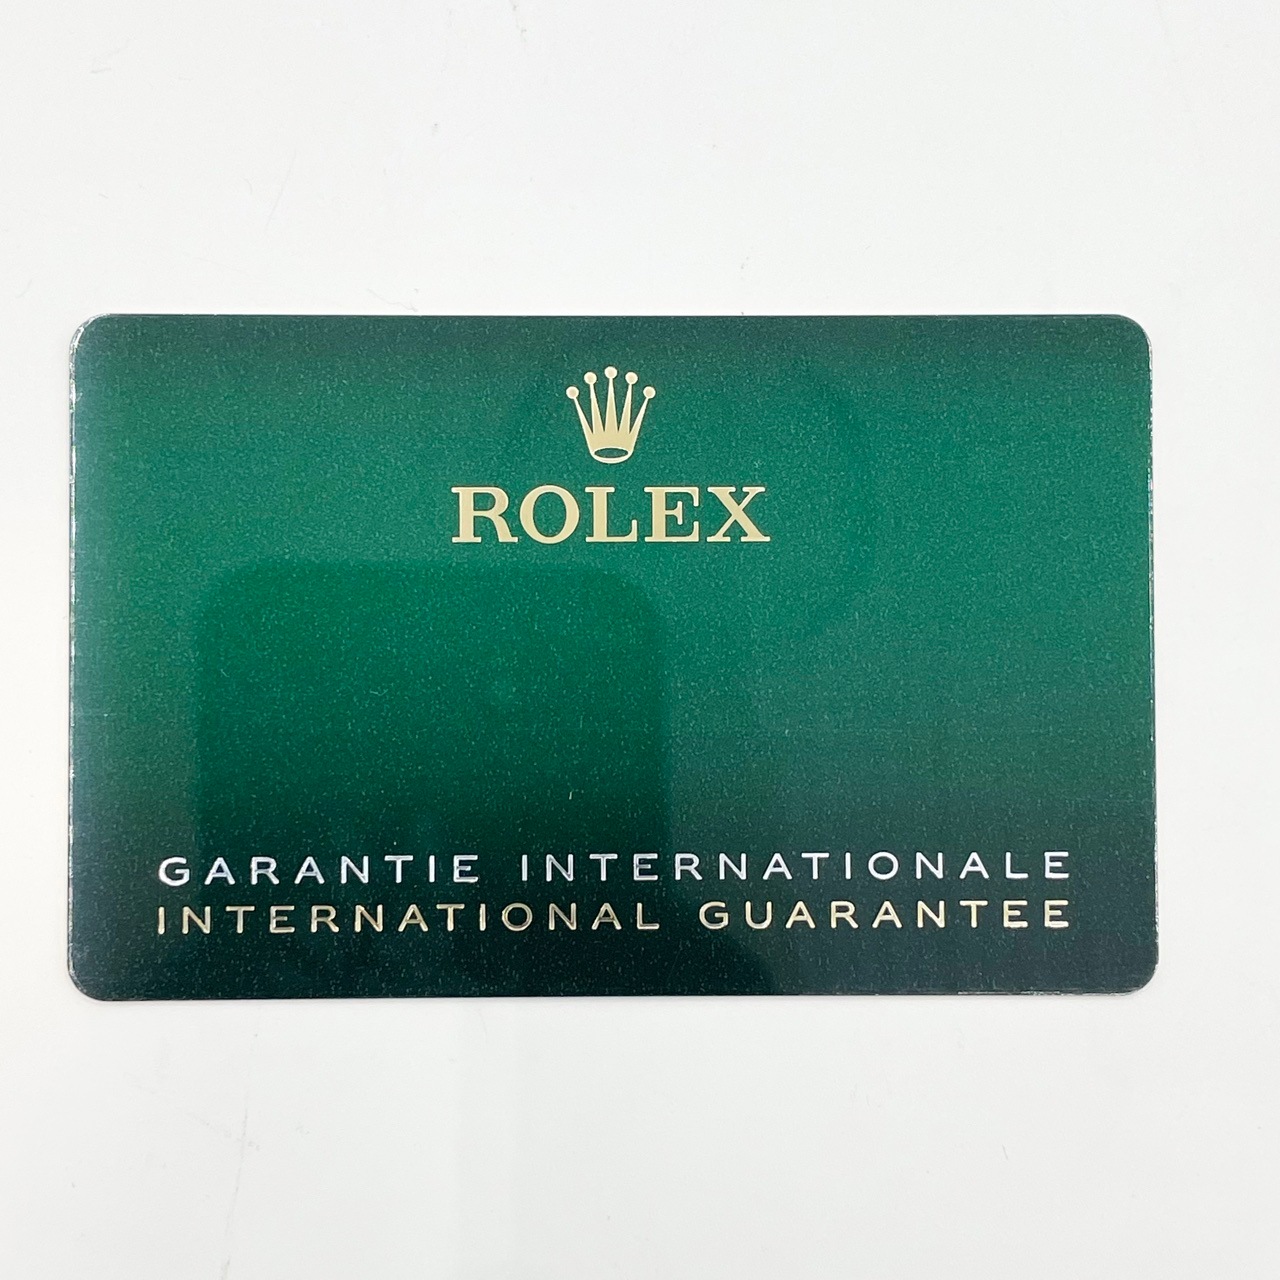 ROLEX
GARANTIE INTERNATIONALE
INTERNATIONAL GUARANTEE